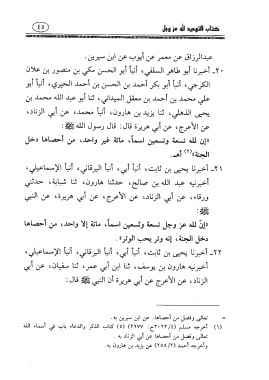 كتاب التوحيد لله عز وجل
٤٥
عبدالرزاق عن معمر عن أيوب عن ابن سيرين.
٢٠- أخبرنا أبو طاهر السلفي، أنبأ أبو الحسن مكي بن منصور بن علان
الكرجي، أنبأ أبو بكر أحمد بن الحسن بن أحمد الحيري، أنبأ أبو
علي محمد بن أحمد بن معقل الميداني، ثنا أبو عبد الله محمد بن
يحيى الذهلي، ثنا يزيد بن هارون، أنبأ محمد، عن أبي الزناد،
عن الأعرج، عن أبي هريرة قال: قال رسول الله ﷺ:
«إن لله تسعة وتسعين اسماً، مائة غير واحد، من أحصاها دخل
الجنة»(٢) أهـ.
٢١- أخبرنا يحيى بن ثابت، أنبأ أبي، أنبأ البرقاني، أنبأ الإسماعيلي،
أخبرنيه عبد الله بن صالح، حدثنا هارون، ثنا شبابة، حدثني
ورقاء، عن أبي الزناد، عن الأعرج، عن أبي هريرة، عن النبي
ﷺ:
«إنّ لله عز وجل تسعة وتسعين اسماً، مائة إلا واحد، من أحصاها
دخل الجنة، إنه وتر يحب الوتر».
٢٢- أخبرنا يحيى بن ثابت، أنبأ أبي، أنبأ البرقاني، أنبأ الإسماعيلي،
أخبرنا هارون بن يوسف، ثنا ابن أبي عمر، ثنا سفيان، عن أبي
الزناد، عن الأعرج عن أبي هريرة أن النبي ﷺ قال:
= تعالى وفضل من أحصاها. عن ابن سيرين به.
(١) أخرجه مسلم (٢٠٦٢/٤ح: ٢٦٧٧) (٥) كتاب الذكر والدعاء باب في أسماء الله
تعالى وفضل من أحصاها عن أبي الزناد به.
وأخرجه أحمد (٢٥٨/٢) عن يزيد بن هارون به.